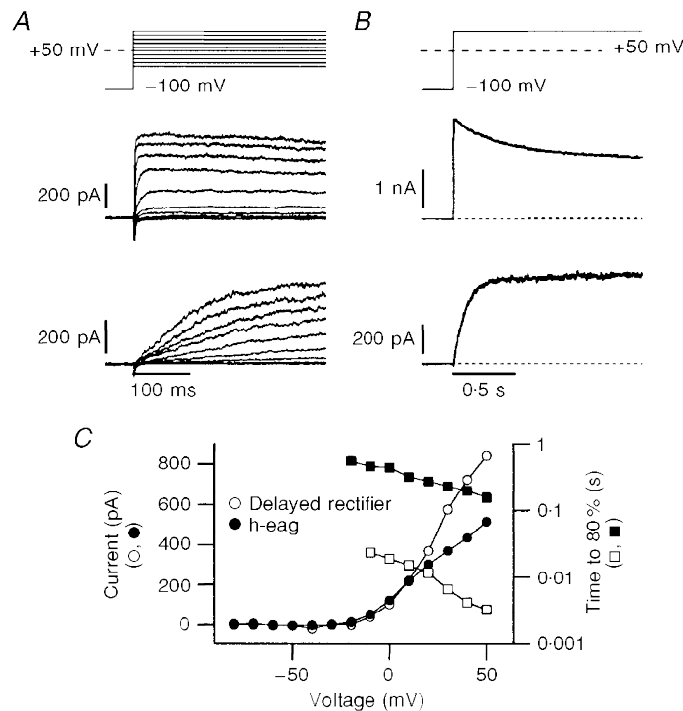 A
B
+50 mV
−100 mV
+50 mV
−100 mV
200 pA
1 nA
200 pA
200 pA
100 ms
0·5 s
C
800
600
400
200
0
Current (pA)
(○, ●)
○ Delayed rectifier
● h-eag
1
0·1
0·01
0·001
Time to 80 % (s)
(□, ■)
−50
0
50
Voltage (mV)